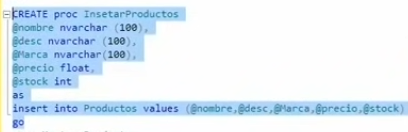 CREATE proc InsetarProductos
@nombre nvarchar (100),
@desc nvarchar (100),
@Marca nvarchar(100),
@precio float,
@stock int
as
insert into Productos values (@nombre,@desc,@Marca,@precio,@stock)
go